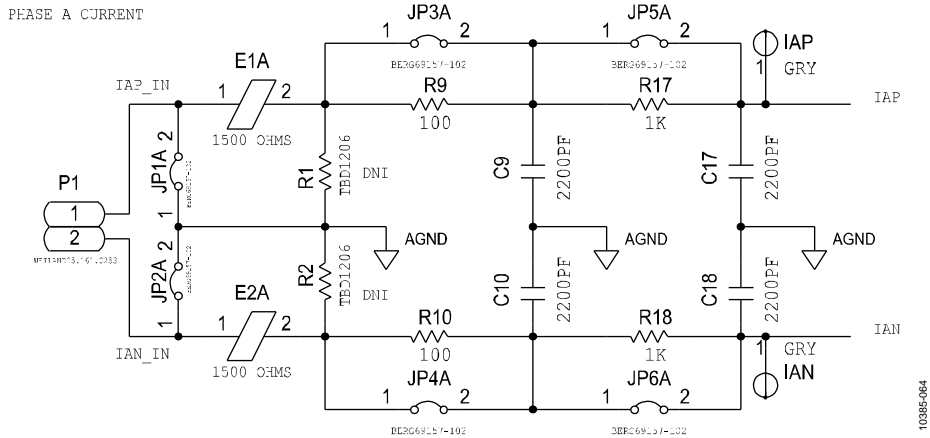 PHASE A CURRENT
JP3A
1 2
BERG69157-102
JP5A
1 2
BERG69157-102
IAP
1
GRY
IAP_IN
E1A
1 2
1500 OHMS
R9
100
R17
1K
IAP
JP1A
2
1
R1
TBD1206
DNI
C9
2200PF
C17
2200PF
P1
1
2
AGND
AGND
AGND
JP2A
2
1
R2
TBD1206
DNI
C10
2200PF
C18
2200PF
IAN_IN
E2A
1 2
1500 OHMS
R10
100
R18
1K
IAN
1
GRY
IAN
JP4A
1 2
BERG69157-102
JP6A
1 2
BERG69157-102
10385-064